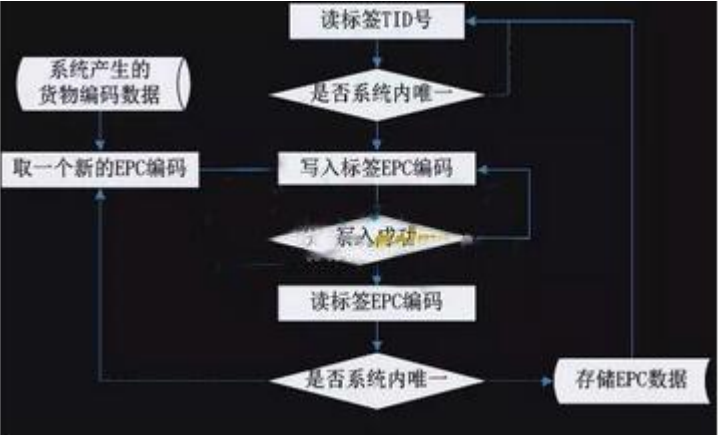 读标签TID号
系统产生的
货物编码数据
是否系统内唯一
取一个新的EPC编码
写入标签EPC编码
写入成功
读标签EPC编码
是否系统内唯一
存储EPC数据